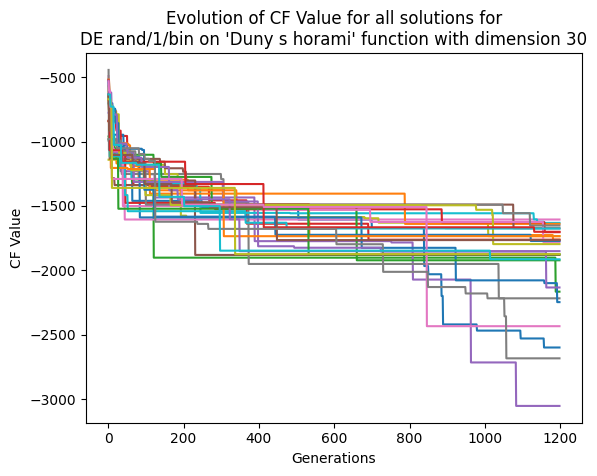 Evolution of CF Value for all solutions for
DE rand/1/bin on 'Duny s horami' function with dimension 30
CF Value
−500
−1000
−1500
−2000
−2500
−3000
0 200 400 600 800 1000 1200
Generations